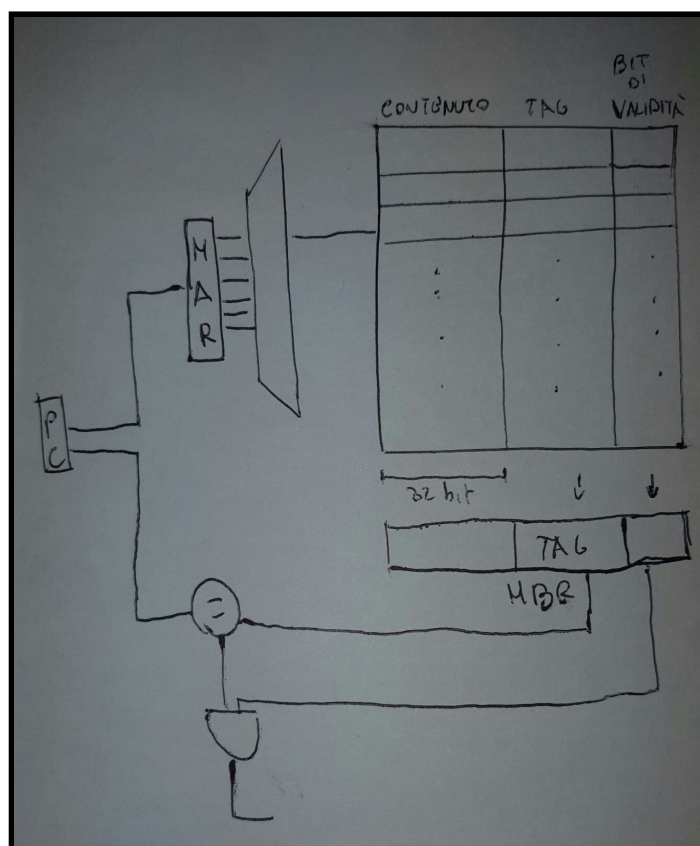 BIT
DI
CONTENUTO TAG VALIDITÀ
M
A
R
P
C
32 bit
TAG
MBR
=